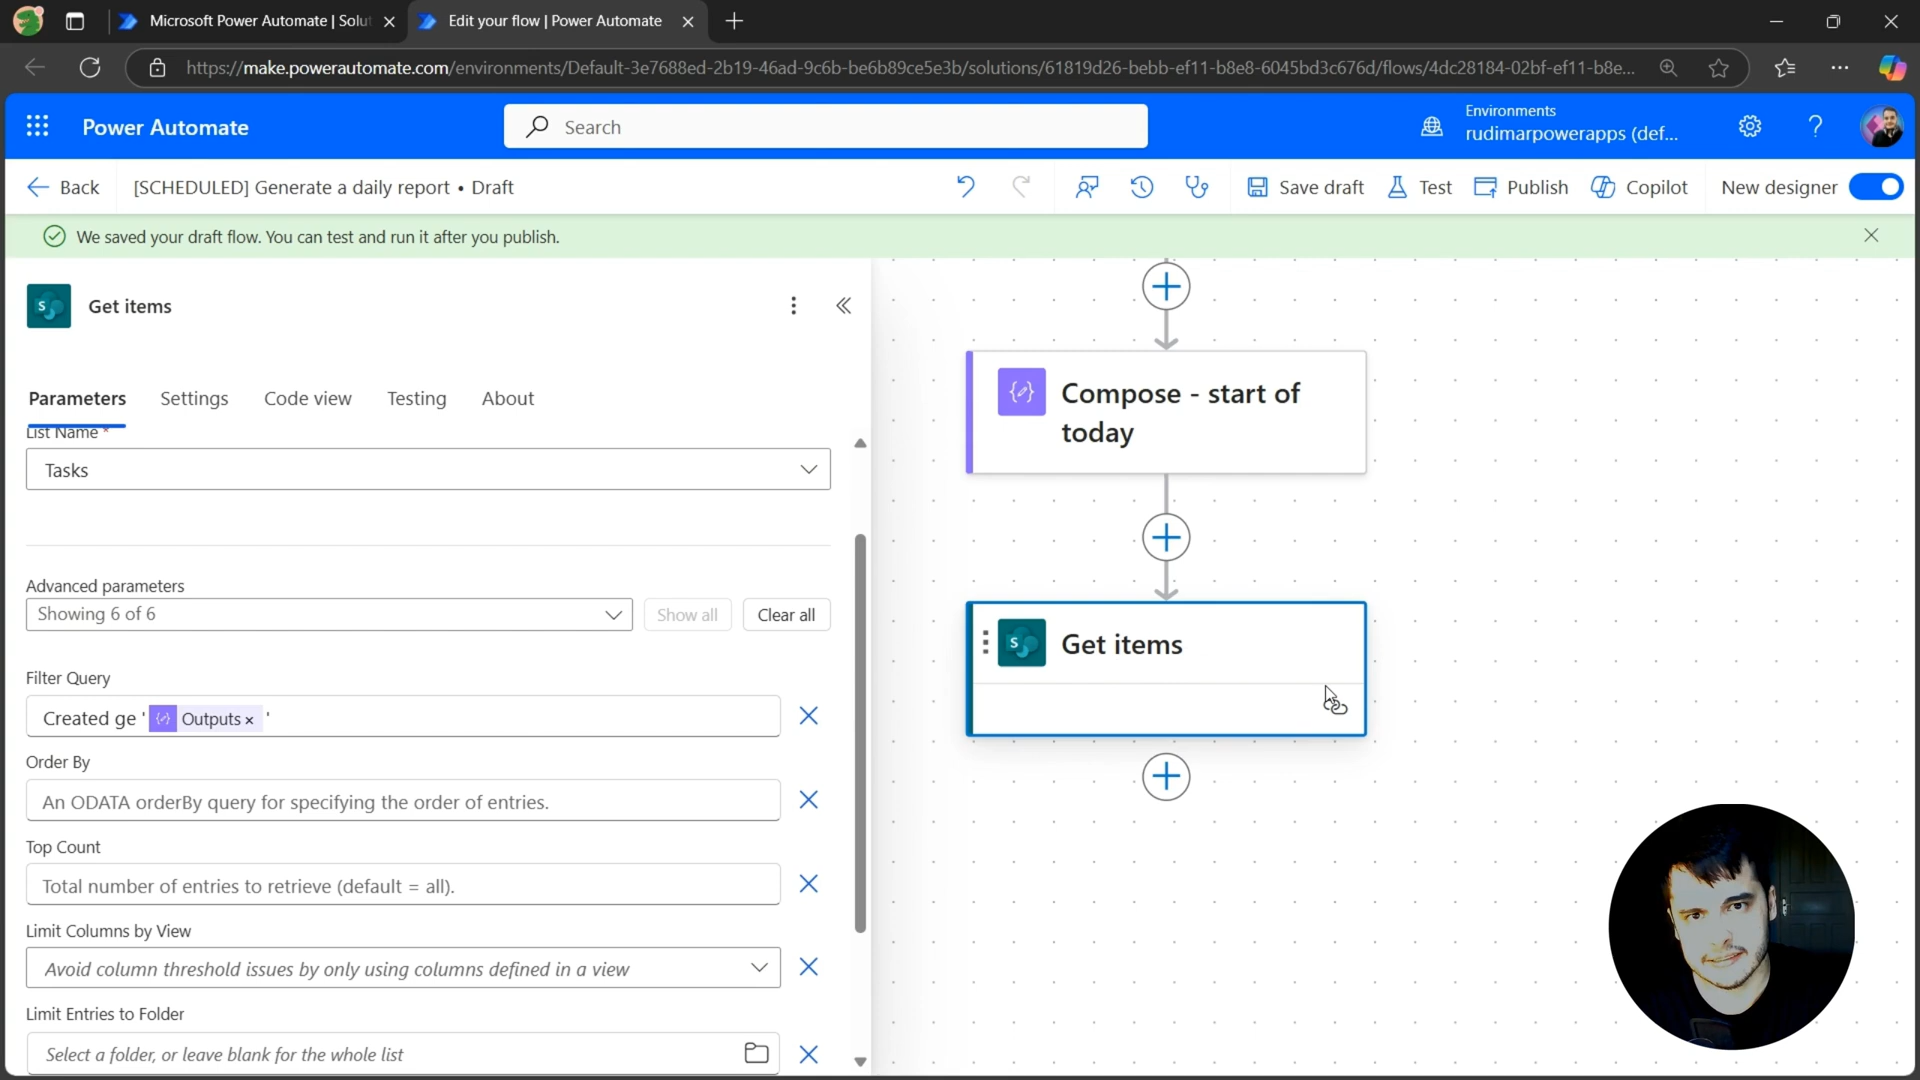 Microsoft Power Automate | Solut
Edit your flow | Power Automate
https://make.powerautomate.com/environments/Default-3e7688ed-2b19-46ad-9c6b-be6b89ce5e3b/solutions/61819d26-bebb-ef11-b8e8-6045bd3c676d/flows/4dc28184-02bf-ef11-b8e...
Power Automate
Search
Environments
rudimarpowerapps (def...
Back
[SCHEDULED] Generate a daily report • Draft
Save draft
Test
Publish
Copilot
New designer
We saved your draft flow. You can test and run it after you publish.
Get items
Parameters
Settings
Code view
Testing
About
List Name *
Tasks
Advanced parameters
Showing 6 of 6
Show all
Clear all
Filter Query
Created ge ' Outputs × '
Order By
An ODATA orderBy query for specifying the order of entries.
Top Count
Total number of entries to retrieve (default = all).
Limit Columns by View
Avoid column threshold issues by only using columns defined in a view
Limit Entries to Folder
Select a folder, or leave blank for the whole list
Compose - start of
today
Get items